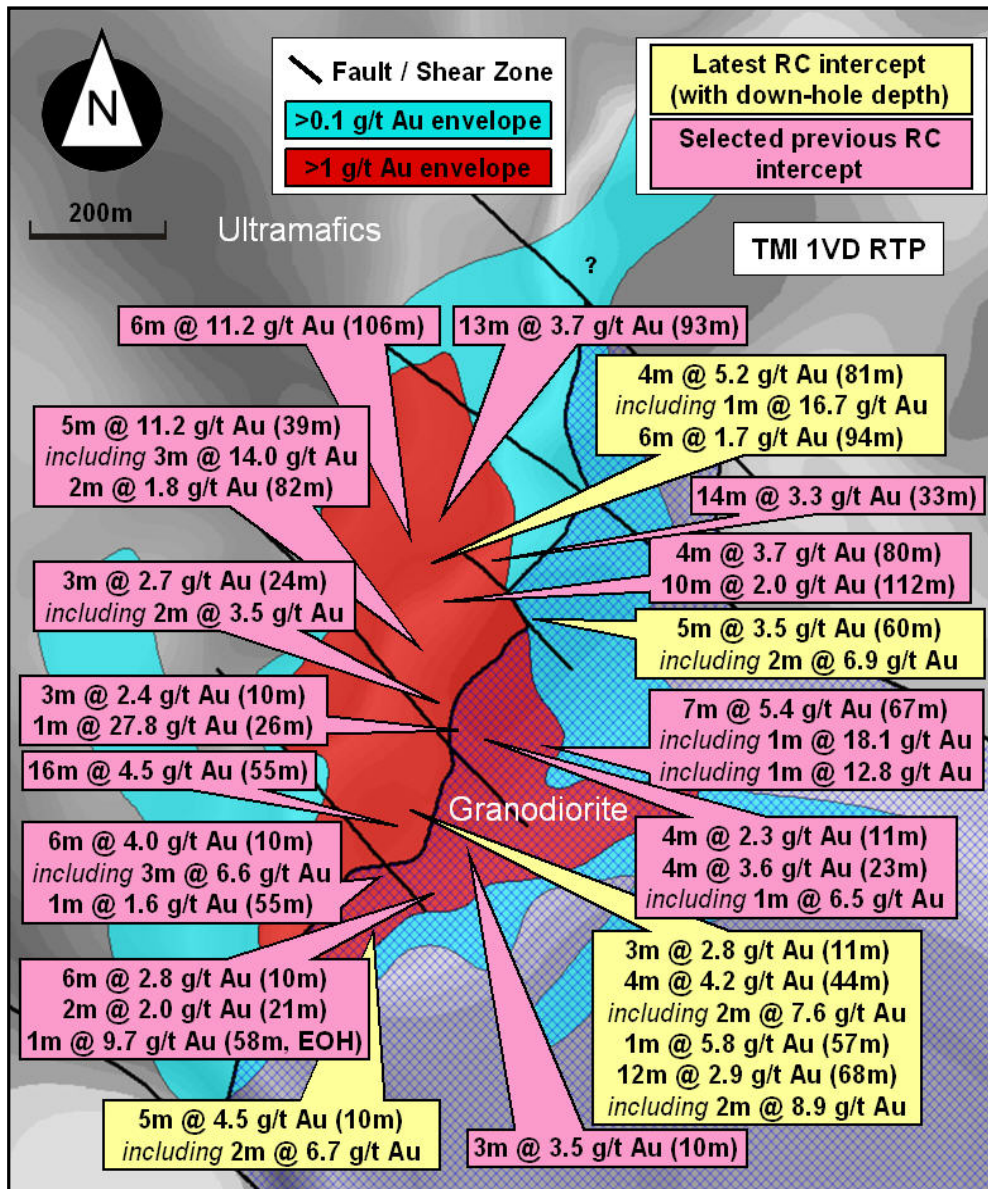 N
200m
Fault / Shear Zone
>0.1 g/t Au envelope
>1 g/t Au envelope
Latest RC intercept
(with down-hole depth)
Selected previous RC
intercept
Ultramafics
TMI 1VD RTP
?
6m @ 11.2 g/t Au (106m)
13m @ 3.7 g/t Au (93m)
4m @ 5.2 g/t Au (81m)
including 1m @ 16.7 g/t Au
6m @ 1.7 g/t Au (94m)
5m @ 11.2 g/t Au (39m)
including 3m @ 14.0 g/t Au
2m @ 1.8 g/t Au (82m)
14m @ 3.3 g/t Au (33m)
4m @ 3.7 g/t Au (80m)
10m @ 2.0 g/t Au (112m)
3m @ 2.7 g/t Au (24m)
including 2m @ 3.5 g/t Au
5m @ 3.5 g/t Au (60m)
including 2m @ 6.9 g/t Au
3m @ 2.4 g/t Au (10m)
1m @ 27.8 g/t Au (26m)
7m @ 5.4 g/t Au (67m)
including 1m @ 18.1 g/t Au
including 1m @ 12.8 g/t Au
16m @ 4.5 g/t Au (55m)
Granodiorite
6m @ 4.0 g/t Au (10m)
including 3m @ 6.6 g/t Au
1m @ 1.6 g/t Au (55m)
4m @ 2.3 g/t Au (11m)
4m @ 3.6 g/t Au (23m)
including 1m @ 6.5 g/t Au
6m @ 2.8 g/t Au (10m)
2m @ 2.0 g/t Au (21m)
1m @ 9.7 g/t Au (58m, EOH)
3m @ 2.8 g/t Au (11m)
4m @ 4.2 g/t Au (44m)
including 2m @ 7.6 g/t Au
1m @ 5.8 g/t Au (57m)
12m @ 2.9 g/t Au (68m)
including 2m @ 8.9 g/t Au
5m @ 4.5 g/t Au (10m)
including 2m @ 6.7 g/t Au
3m @ 3.5 g/t Au (10m)